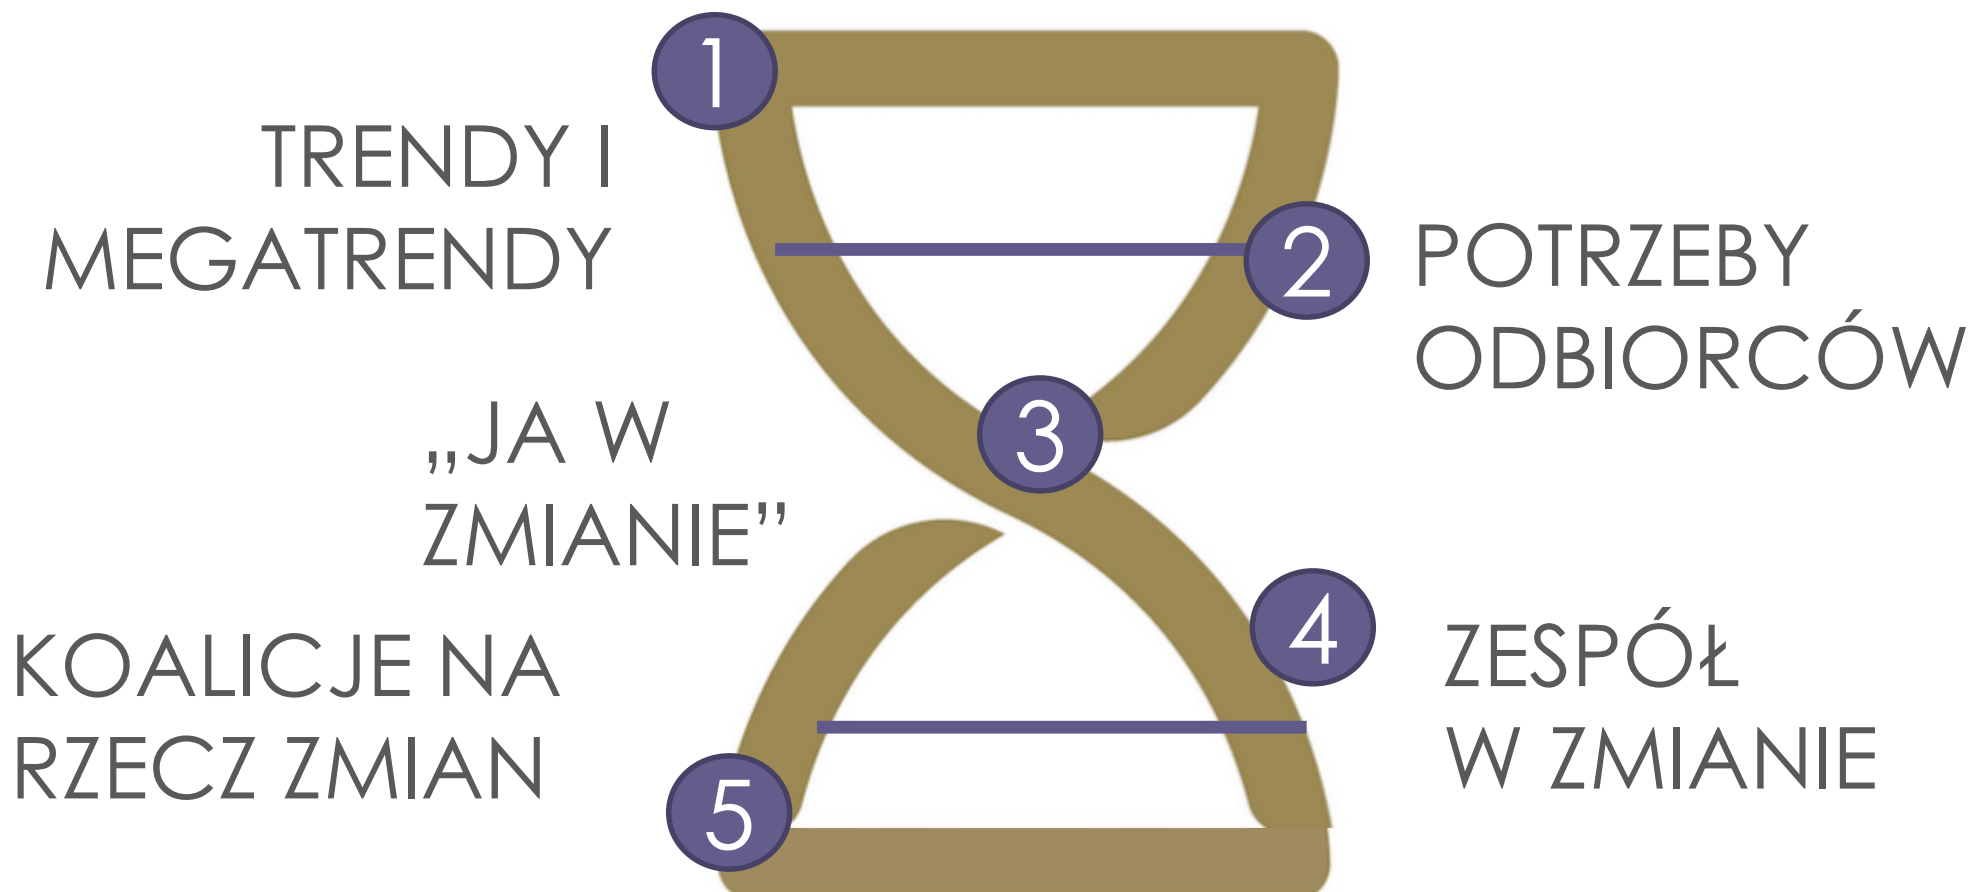 1
TRENDY I
MEGATRENDY
2
POTRZEBY
ODBIORCÓW
3
„JA W
ZMIANIE”
4
ZESPÓŁ
W ZMIANIE
5
KOALICJE NA
RZECZ ZMIAN